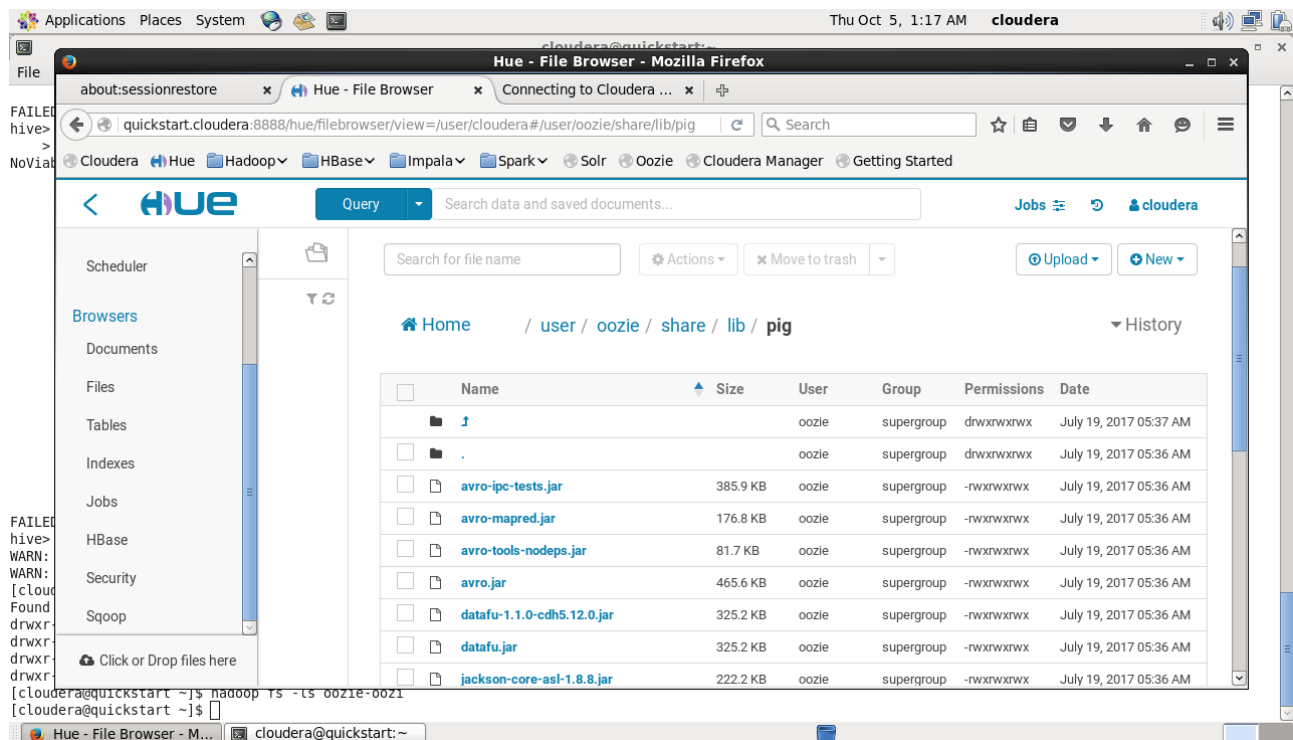 Applications Places System Thu Oct 5, 1:17 AM cloudera
cloudera@quickstart:~
File
Hue - File Browser - Mozilla Firefox
about:sessionrestore Hue - File Browser Connecting to Cloudera ...
quickstart.cloudera:8888/hue/filebrowser/view=/user/cloudera#/user/oozie/share/lib/pig Search
Cloudera Hue Hadoop HBase Impala Spark Solr Oozie Cloudera Manager Getting Started
HUE Query Search data and saved documents... Jobs cloudera
Scheduler
Browsers
Documents
Files
Tables
Indexes
Jobs
HBase
Security
Sqoop
Click or Drop files here
Search for file name Actions Move to trash Upload New
Home / user / oozie / share / lib / pig History
Name Size User Group Permissions Date
oozie supergroup drwxrwxrwx July 19, 2017 05:37 AM
. oozie supergroup drwxrwxrwx July 19, 2017 05:36 AM
avro-ipc-tests.jar 385.9 KB oozie supergroup -rwxrwxrwx July 19, 2017 05:36 AM
avro-mapred.jar 176.8 KB oozie supergroup -rwxrwxrwx July 19, 2017 05:36 AM
avro-tools-nodeps.jar 81.7 KB oozie supergroup -rwxrwxrwx July 19, 2017 05:36 AM
avro.jar 465.6 KB oozie supergroup -rwxrwxrwx July 19, 2017 05:36 AM
datafu-1.1.0-cdh5.12.0.jar 325.2 KB oozie supergroup -rwxrwxrwx July 19, 2017 05:36 AM
datafu.jar 325.2 KB oozie supergroup -rwxrwxrwx July 19, 2017 05:36 AM
jackson-core-asl-1.8.8.jar 222.2 KB oozie supergroup -rwxrwxrwx July 19, 2017 05:36 AM
FAILED
hive>
>
NoViab
FAILED
hive>
WARN:
WARN:
[cloud
Found
drwxr-
drwxr-
drwxr-
drwxr-
[cloudera@quickstart ~]$ hadoop fs -ls oozie-oozi
[cloudera@quickstart ~]$
Hue - File Browser - M... cloudera@quickstart:~